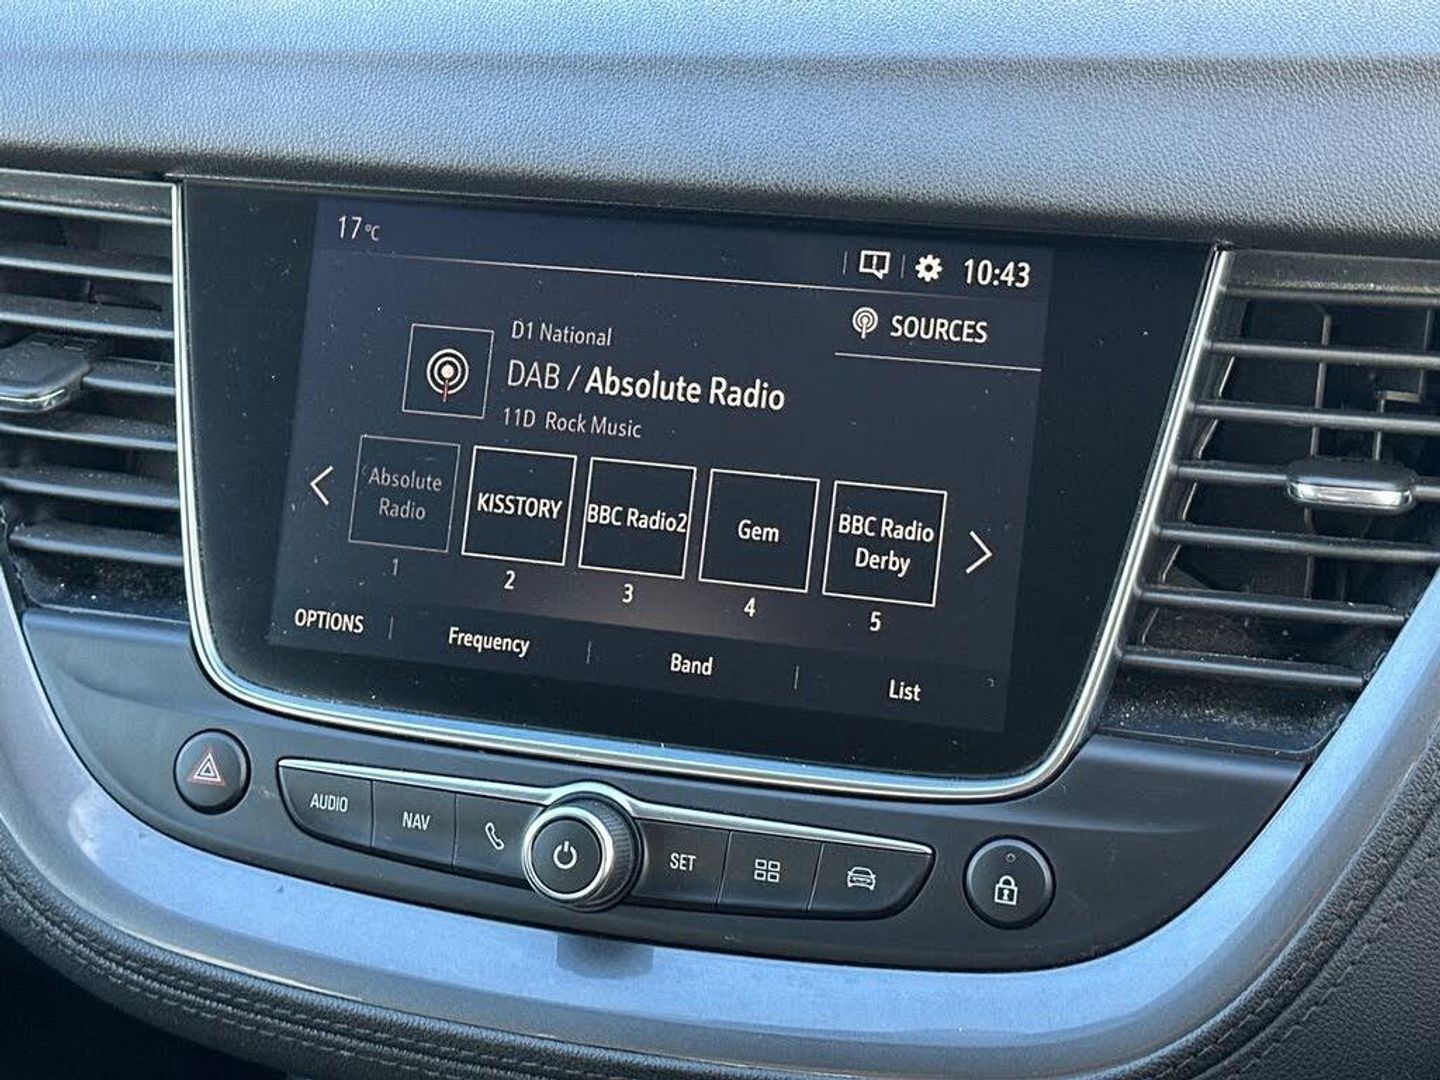 17°C
10:43
SOURCES
D1 National
DAB / Absolute Radio
11D Rock Music
Absolute
Radio
KISSTORY
BBC Radio2
Gem
BBC Radio
Derby
1
2
3
4
5
OPTIONS
Frequency
Band
List
AUDIO
NAV
SET